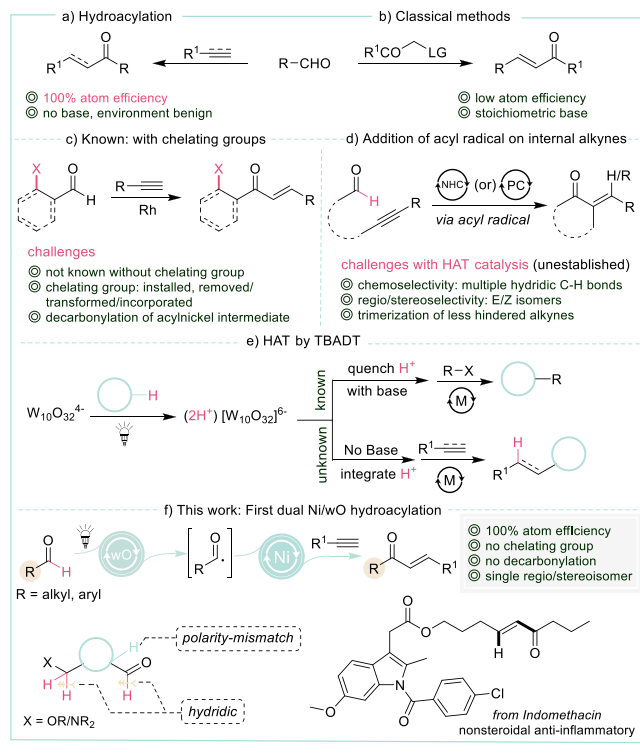 a) Hydroacylation
b) Classical methods
O
R¹
R
R–CHO
R¹CO
LG
O
R
R¹
◎ 100% atom efficiency
◎ no base, environment benign
◎ low atom efficiency
◎ stoichiometric base
c) Known: with chelating groups
d) Addition of acyl radical on internal alkynes
X
O
H
R
Rh
X
O
R
O
H
R
NHC (or) PC
via acyl radical
O
H/R
R
challenges
◎ not known without chelating group
◎ chelating group: installed, removed/
transformed/incorporated
◎ decarbonylation of acylnickel intermediate
challenges with HAT catalysis (unestablished)
◎ chemoselectivity: multiple hydridic C-H bonds
◎ regio/stereoselectivity: E/Z isomers
◎ trimerization of less hindered alkynes
e) HAT by TBADT
W₁₀O₃₂⁴⁻
H
(2H⁺) [W₁₀O₃₂]⁶⁻
known
unknown
quench H⁺
with base
R–X
M
R
No Base
integrate H⁺
R¹
M
H
R¹
f) This work: First dual Ni/wO hydroacylation
O
R
H
wO
O
R
Ni
R¹
O
R
R¹
R = alkyl, aryl
◎ 100% atom efficiency
◎ no chelating group
◎ no decarbonylation
◎ single regio/stereoisomer
polarity-mismatch
X
H
O
H
H
H
hydridic
X = OR/NR₂
O
O
H
O
O
N
O
Cl
from Indomethacin
nonsteroidal anti-inflammatory